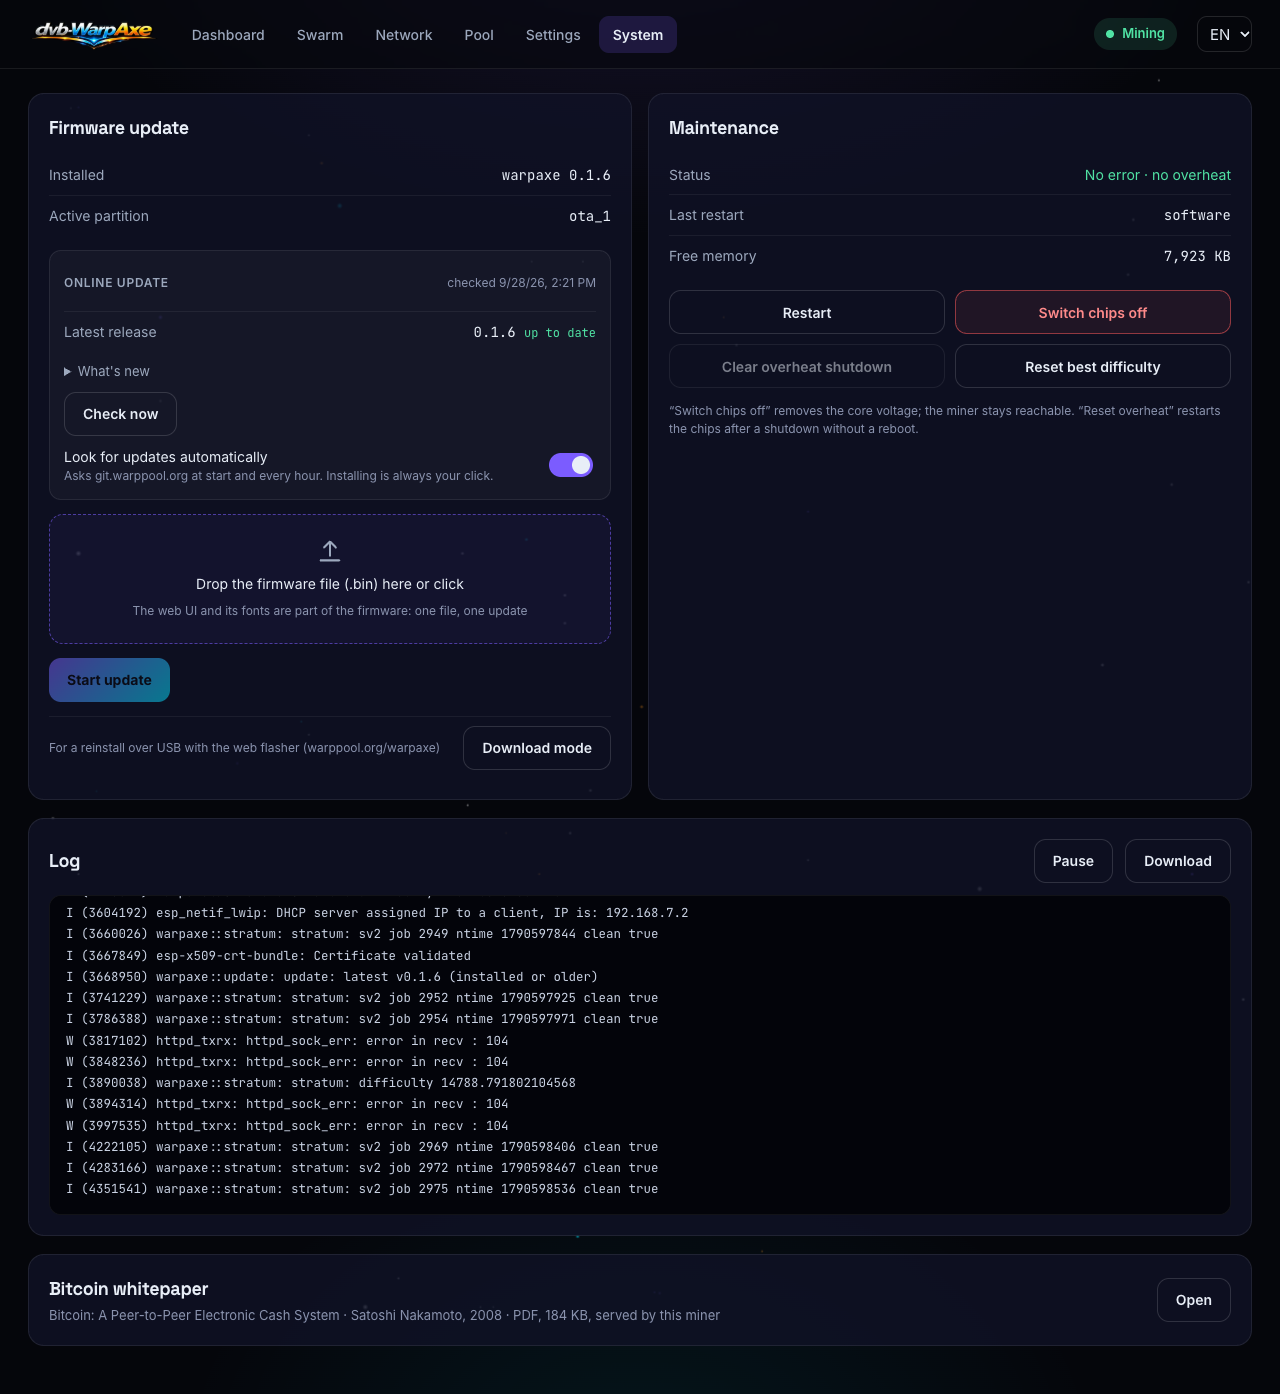 dvb-WarpAxe
Dashboard
Swarm
Network
Pool
Settings
System
Mining
EN
Firmware update
Installed
warpaxe 0.1.6
Active partition
ota_1
ONLINE UPDATE
checked 9/28/26, 2:21 PM
Latest release
0.1.6 up to date
What's new
Check now
Look for updates automatically
Asks git.warppool.org at start and every hour. Installing is always your click.
Drop the firmware file (.bin) here or click
The web UI and its fonts are part of the firmware: one file, one update
Start update
For a reinstall over USB with the web flasher (warppool.org/warpaxe)
Download mode
Maintenance
Status
No error · no overheat
Last restart
software
Free memory
7,923 KB
Restart
Switch chips off
Clear overheat shutdown
Reset best difficulty
“Switch chips off” removes the core voltage; the miner stays reachable. “Reset overheat” restarts
the chips after a shutdown without a reboot.
Log
Pause
Download
I (3604192) esp_netif_lwip: DHCP server assigned IP to a client, IP is: 192.168.7.2
I (3660026) warpaxe::stratum: stratum: sv2 job 2949 ntime 1790597844 clean true
I (3667849) esp-x509-crt-bundle: Certificate validated
I (3668950) warpaxe::update: update: latest v0.1.6 (installed or older)
I (3741229) warpaxe::stratum: stratum: sv2 job 2952 ntime 1790597925 clean true
I (3786388) warpaxe::stratum: stratum: sv2 job 2954 ntime 1790597971 clean true
W (3817102) httpd_txrx: httpd_sock_err: error in recv : 104
W (3848236) httpd_txrx: httpd_sock_err: error in recv : 104
I (3890038) warpaxe::stratum: stratum: difficulty 14788.791802104568
W (3894314) httpd_txrx: httpd_sock_err: error in recv : 104
W (3997535) httpd_txrx: httpd_sock_err: error in recv : 104
I (4222105) warpaxe::stratum: stratum: sv2 job 2969 ntime 1790598406 clean true
I (4283166) warpaxe::stratum: stratum: sv2 job 2972 ntime 1790598467 clean true
I (4351541) warpaxe::stratum: stratum: sv2 job 2975 ntime 1790598536 clean true
Bitcoin whitepaper
Bitcoin: A Peer-to-Peer Electronic Cash System · Satoshi Nakamoto, 2008 · PDF, 184 KB, served by this miner
Open